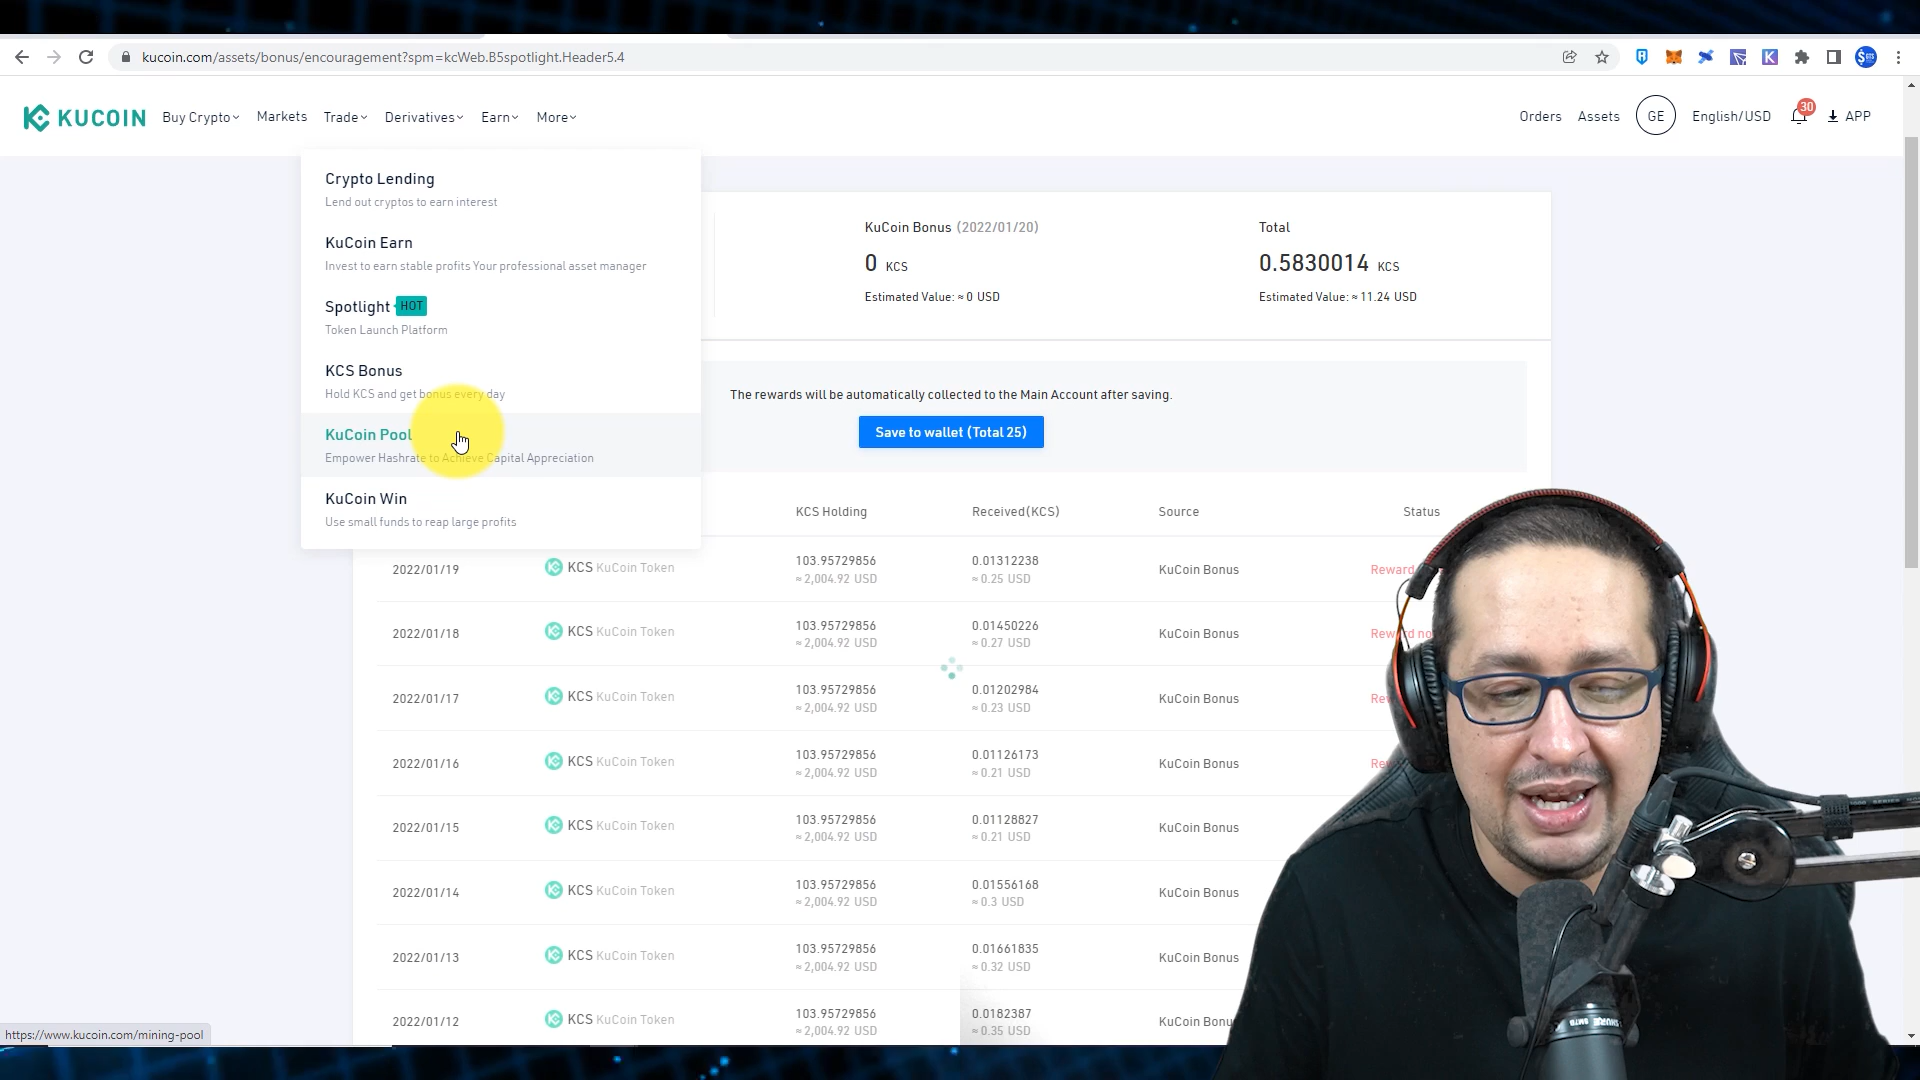 kucoin.com/assets/bonus/encouragement?spm=kcWeb.B5spotlight.Header5.4
KUCOIN Buy Crypto Markets Trade Derivatives Earn More Orders Assets GE English/USD 30 APP
Crypto Lending
Lend out cryptos to earn interest
KuCoin Earn
Invest to earn stable profits Your professional asset manager
Spotlight HOT
Token Launch Platform
KCS Bonus
Hold KCS and get bonus every day
KuCoin Pool
Empower Hashrate to Achieve Capital Appreciation
KuCoin Win
Use small funds to reap large profits
KuCoin Bonus (2022/01/20)
0 KCS
Estimated Value: ≈ 0 USD
Total
0.5830014 KCS
Estimated Value: ≈ 11.24 USD
The rewards will be automatically collected to the Main Account after saving.
Save to wallet (Total 25)
KCS Holding Received(KCS) Source Status
2022/01/19 KCS KuCoin Token 103.95729856 0.01312238 KuCoin Bonus Reward
≈ 2,004.92 USD ≈ 0.25 USD
2022/01/18 KCS KuCoin Token 103.95729856 0.01450226 KuCoin Bonus Reward
≈ 2,004.92 USD ≈ 0.27 USD
2022/01/17 KCS KuCoin Token 103.95729856 0.01202984 KuCoin Bonus
≈ 2,004.92 USD ≈ 0.23 USD
2022/01/16 KCS KuCoin Token 103.95729856 0.01126173 KuCoin Bonus
≈ 2,004.92 USD ≈ 0.21 USD
2022/01/15 KCS KuCoin Token 103.95729856 0.01128827 KuCoin Bonus
≈ 2,004.92 USD ≈ 0.21 USD
2022/01/14 KCS KuCoin Token 103.95729856 0.01556168 KuCoin Bonus
≈ 2,004.92 USD ≈ 0.3 USD
2022/01/13 KCS KuCoin Token 103.95729856 0.01661835 KuCoin Bonus
≈ 2,004.92 USD ≈ 0.32 USD
2022/01/12 KCS KuCoin Token 103.95729856 0.0182387 KuCoin
≈ 2,004.92 USD ≈ 0.35 USD
https://www.kucoin.com/mining-pool